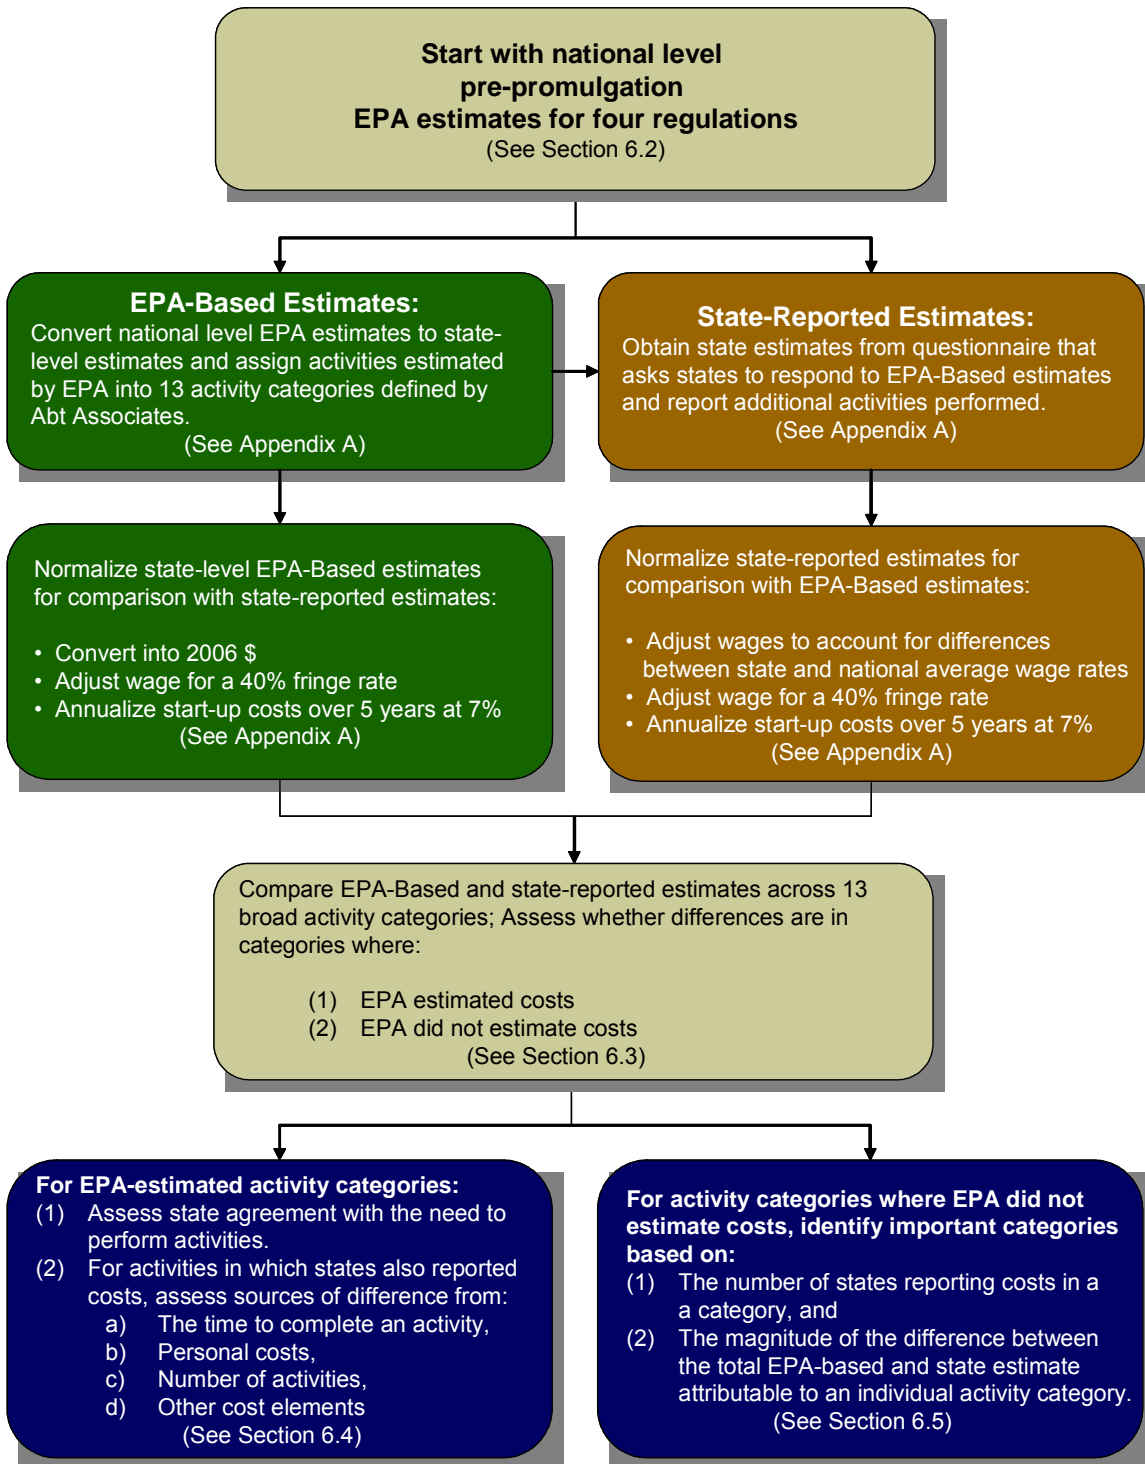 Start with national level
pre-promulgation
EPA estimates for four regulations
(See Section 6.2)
EPA-Based Estimates:
Convert national level EPA estimates to state-
level estimates and assign activities estimated
by EPA into 13 activity categories defined by
Abt Associates.
(See Appendix A)
State-Reported Estimates:
Obtain state estimates from questionnaire that
asks states to respond to EPA-Based estimates
and report additional activities performed.
(See Appendix A)
Normalize state-level EPA-Based estimates
for comparison with state-reported estimates:
• Convert into 2006 $
• Adjust wage for a 40% fringe rate
• Annualize start-up costs over 5 years at 7%
(See Appendix A)
Normalize state-reported estimates for
comparison with EPA-Based estimates:
• Adjust wages to account for differences
between state and national average wage rates
• Adjust wage for a 40% fringe rate
• Annualize start-up costs over 5 years at 7%
(See Appendix A)
Compare EPA-Based and state-reported estimates across 13
broad activity categories; Assess whether differences are in
categories where:
(1) EPA estimated costs
(2) EPA did not estimate costs
(See Section 6.3)
For EPA-estimated activity categories:
(1) Assess state agreement with the need to
perform activities.
(2) For activities in which states also reported
costs, assess sources of difference from:
a) The time to complete an activity,
b) Personal costs,
c) Number of activities,
d) Other cost elements
(See Section 6.4)
For activity categories where EPA did not
estimate costs, identify important categories
based on:
(1) The number of states reporting costs in a
a category, and
(2) The magnitude of the difference between
the total EPA-based and state estimate
attributable to an individual activity category.
(See Section 6.5)